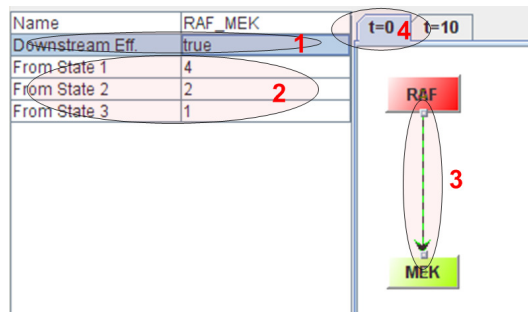 Name RAF_MEK
Downstream Eff. true 1
From State 1 4
From State 2 2 2
From State 3 1
t=0 4 t=10
RAF
3
MEK